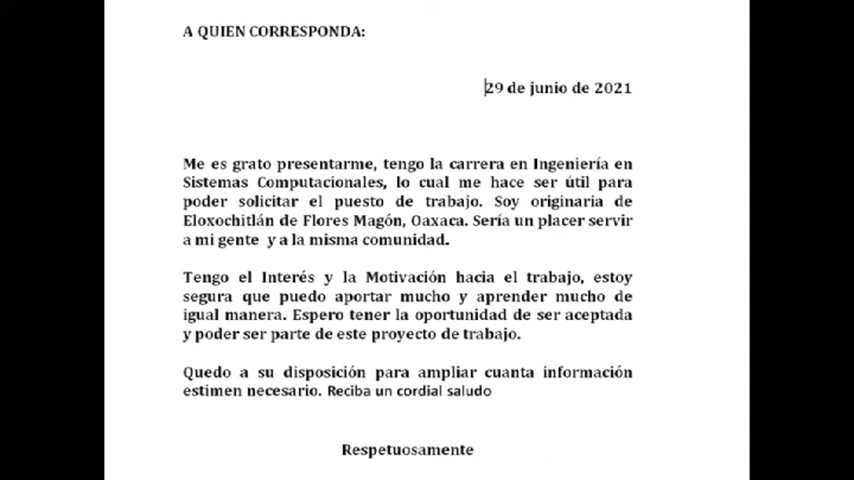 A QUIEN CORRESPONDA:
29 de junio de 2021
Me es grato presentarme, tengo la carrera en Ingeniería en
Sistemas Computacionales, lo cual me hace ser útil para
poder solicitar el puesto de trabajo. Soy originaria de
Eloxochitlán de Flores Magón, Oaxaca. Sería un placer servir
a mi gente y a la misma comunidad.
Tengo el Interés y la Motivación hacia el trabajo, estoy
segura que puedo aportar mucho y aprender mucho de
igual manera. Espero tener la oportunidad de ser aceptada
y poder ser parte de este proyecto de trabajo.
Quedo a su disposición para ampliar cuanta información
estimen necesario. Reciba un cordial saludo
Respetuosamente